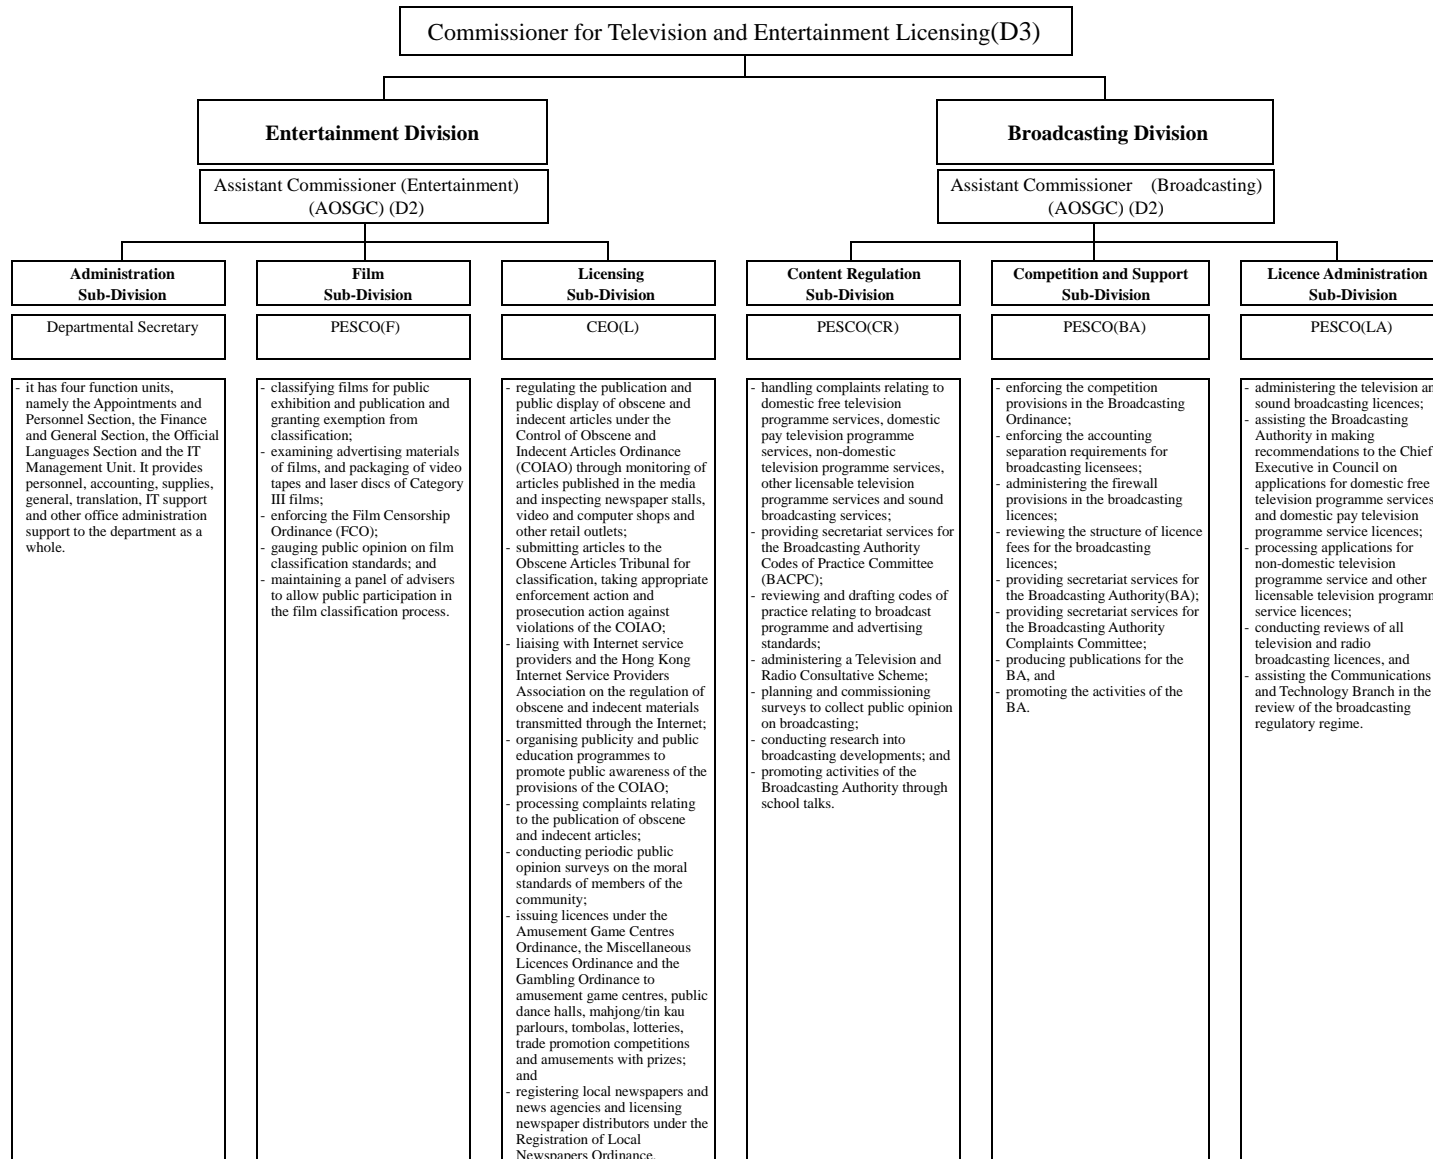 Commissioner for Television and Entertainment Licensing(D3)
Entertainment Division
Assistant Commissioner (Entertainment)
(AOSGC) (D2)
Broadcasting Division
Assistant Commissioner (Broadcasting)
(AOSGC) (D2)
Administration
Sub-Division
Departmental Secretary
- it has four function units,
namely the Appointments and
Personnel Section, the Finance
and General Section, the Official
Languages Section and the IT
Management Unit. It provides
personnel, accounting, supplies,
general, translation, IT support
and other office administration
support to the department as a
whole.
Film
Sub-Division
PESCO(F)
- classifying films for public
exhibition and publication and
granting exemption from
classification;
- examining advertising materials
of films, and packaging of video
tapes and laser discs of Category
III films;
- enforcing the Film Censorship
Ordinance (FCO);
- gauging public opinion on film
classification standards; and
- maintaining a panel of advisers
to allow public participation in
the film classification process.
Licensing
Sub-Division
CEO(L)
- regulating the publication and
public display of obscene and
indecent articles under the
Control of Obscene and
Indecent Articles Ordinance
(COIAO) through monitoring of
articles published in the media
and inspecting newspaper stalls,
video and computer shops and
other retail outlets;
- submitting articles to the
Obscene Articles Tribunal for
classification, taking appropriate
enforcement action and
prosecution action against
violations of the COIAO;
- liaising with Internet service
providers and the Hong Kong
Internet Service Providers
Association on the regulation of
obscene and indecent materials
transmitted through the Internet;
- organising publicity and public
education programmes to
promote public awareness of the
provisions of the COIAO;
- processing complaints relating
to the publication of obscene
and indecent articles;
- conducting periodic public
opinion surveys on the moral
standards of members of the
community;
- issuing licences under the
Amusement Game Centres
Ordinance, the Miscellaneous
Licences Ordinance and the
Gambling Ordinance to
amusement game centres, public
dance halls, mahjong/tin kau
parlours, tombolas, lotteries,
trade promotion competitions
and amusements with prizes;
and
- registering local newspapers and
news agencies and licensing
newspaper distributors under the
Registration of Local
Newspapers Ordinance.
Content Regulation
Sub-Division
PESCO(CR)
- handling complaints relating to
domestic free television
programme services, domestic
pay television programme
services, non-domestic
television programme services,
other licensable television
programme services and sound
broadcasting services;
- providing secretariat services for
the Broadcasting Authority
Codes of Practice Committee
(BACPC);
- reviewing and drafting codes of
practice relating to broadcast
programme and advertising
standards;
- administering a Television and
Radio Consultative Scheme;
- planning and commissioning
surveys to collect public opinion
on broadcasting;
- conducting research into
broadcasting developments; and
- promoting activities of the
Broadcasting Authority through
school talks.
Competition and Support
Sub-Division
PESCO(BA)
- enforcing the competition
provisions in the Broadcasting
Ordinance;
- enforcing the accounting
separation requirements for
broadcasting licensees;
- administering the firewall
provisions in the broadcasting
licences;
- reviewing the structure of licence
fees for the broadcasting
licences;
- providing secretariat services for
the Broadcasting Authority(BA);
- providing secretariat services for
the Broadcasting Authority
Complaints Committee;
- producing publications for the
BA, and
- promoting the activities of the
BA.
Licence Administration
Sub-Division
PESCO(LA)
- administering the television
sound broadcasting licences;
- assisting the Broadcasting
Authority in making
recommendations to the Chief
Executive in Council on
applications for domestic free
television programme services
and domestic pay television
programme service licences;
- processing applications for
non-domestic television
programme service and other
licensable television
service licences;
- conducting reviews of all
television and radio
broadcasting licences, and
- assisting the Communications
and Technology Branch in the
review of the broadcasting
regulatory regime.